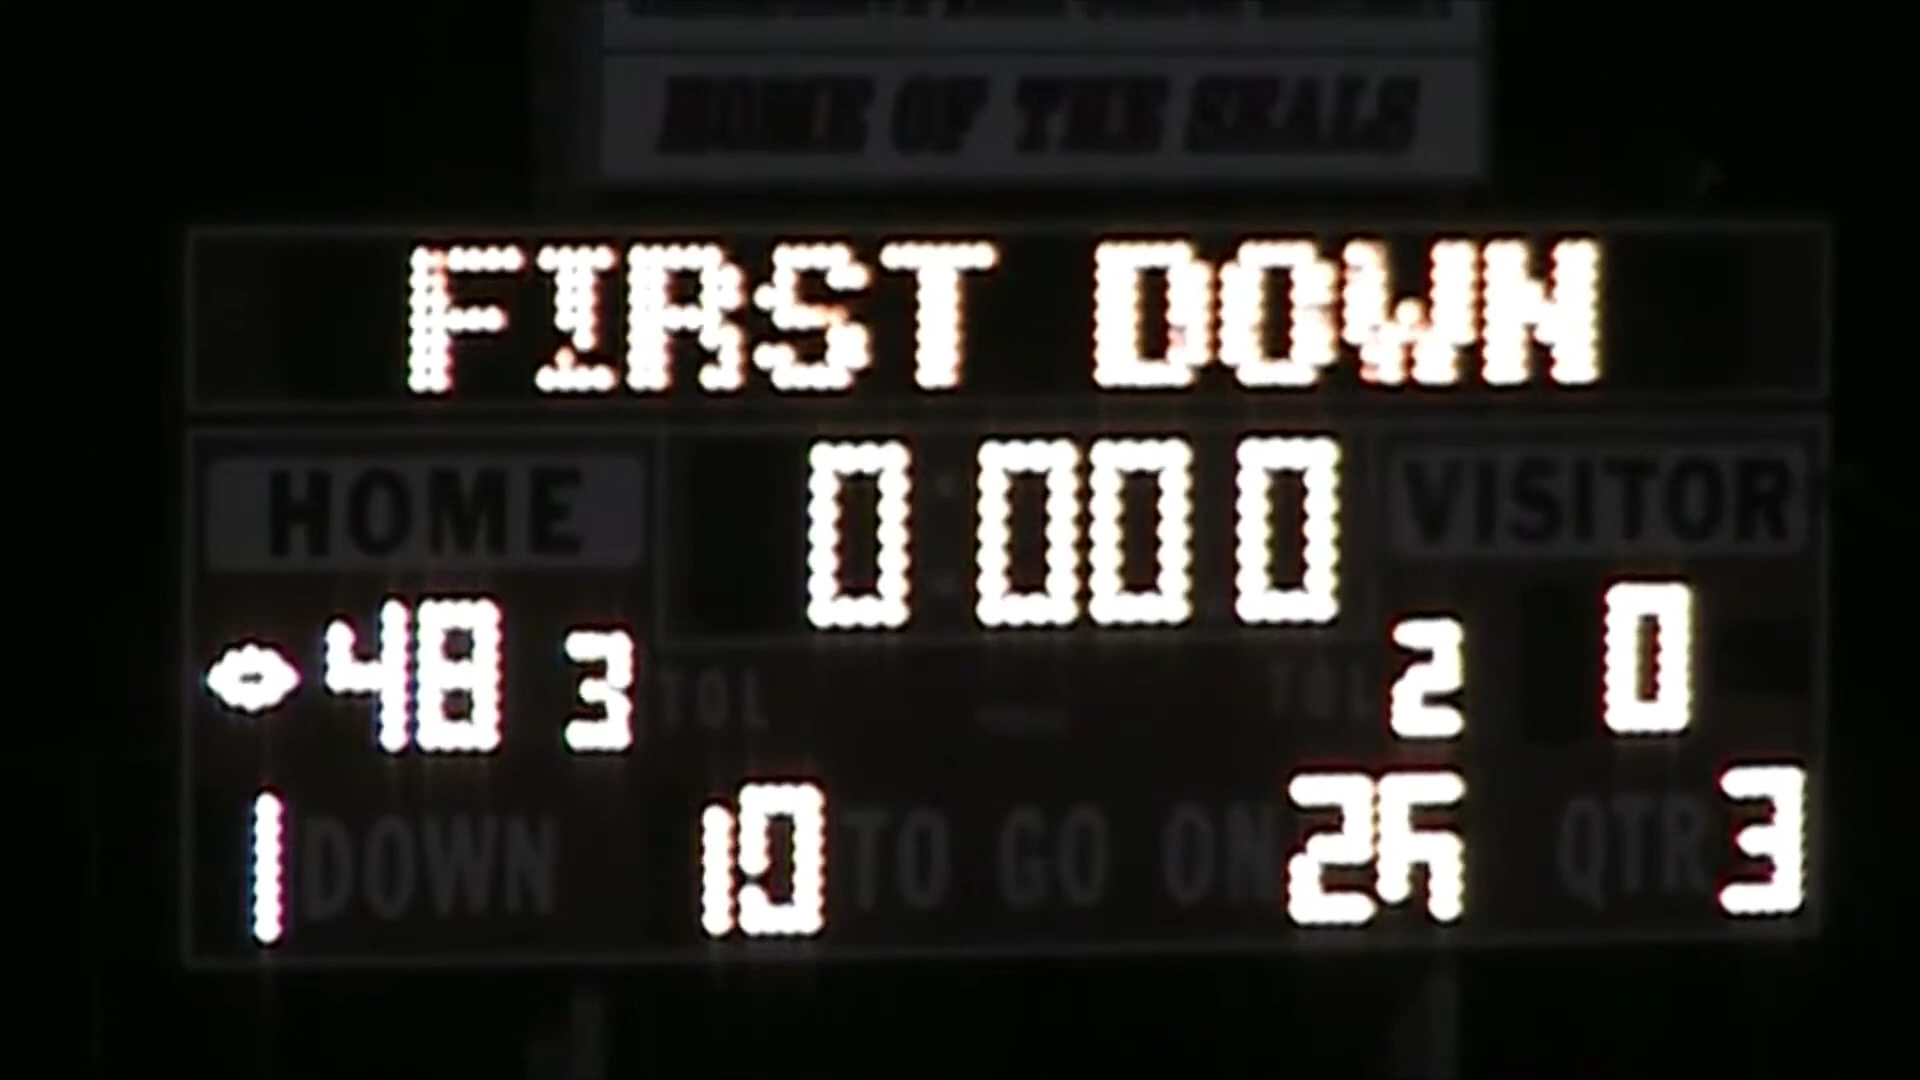 HOME OF THE SEALS
FIRST DOWN
HOME 0:00 0 VISITOR
48 3 TOL TOL 2 0
1 DOWN 10 TO GO ON 25 QTR 3